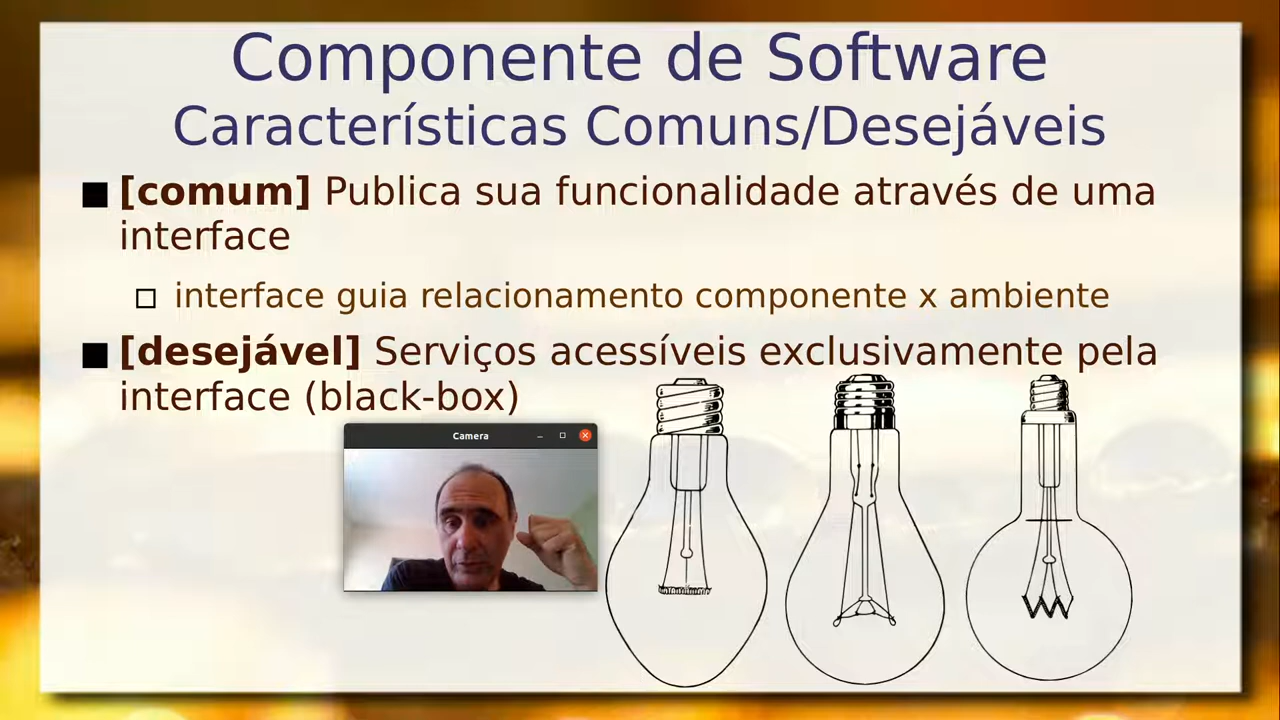 Componente de Software
Características Comuns/Desejáveis
[comum] Publica sua funcionalidade através de uma
interface
interface guia relacionamento componente x ambiente
[desejável] Serviços acessíveis exclusivamente pela
interface (black-box)
Camera